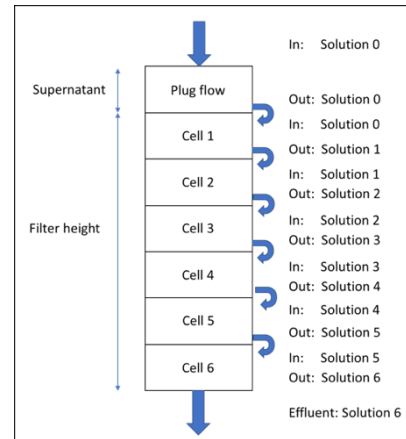 In: Solution 0
Supernatant
Plug flow
Out: Solution 0
In: Solution 0
Cell 1
Out: Solution 1
In: Solution 1
Cell 2
Out: Solution 2
In: Solution 2
Filter height
Cell 3
Out: Solution 3
In: Solution 3
Cell 4
Out: Solution 4
In: Solution 4
Cell 5
Out: Solution 5
In: Solution 5
Cell 6
Out: Solution 6
Effluent: Solution 6